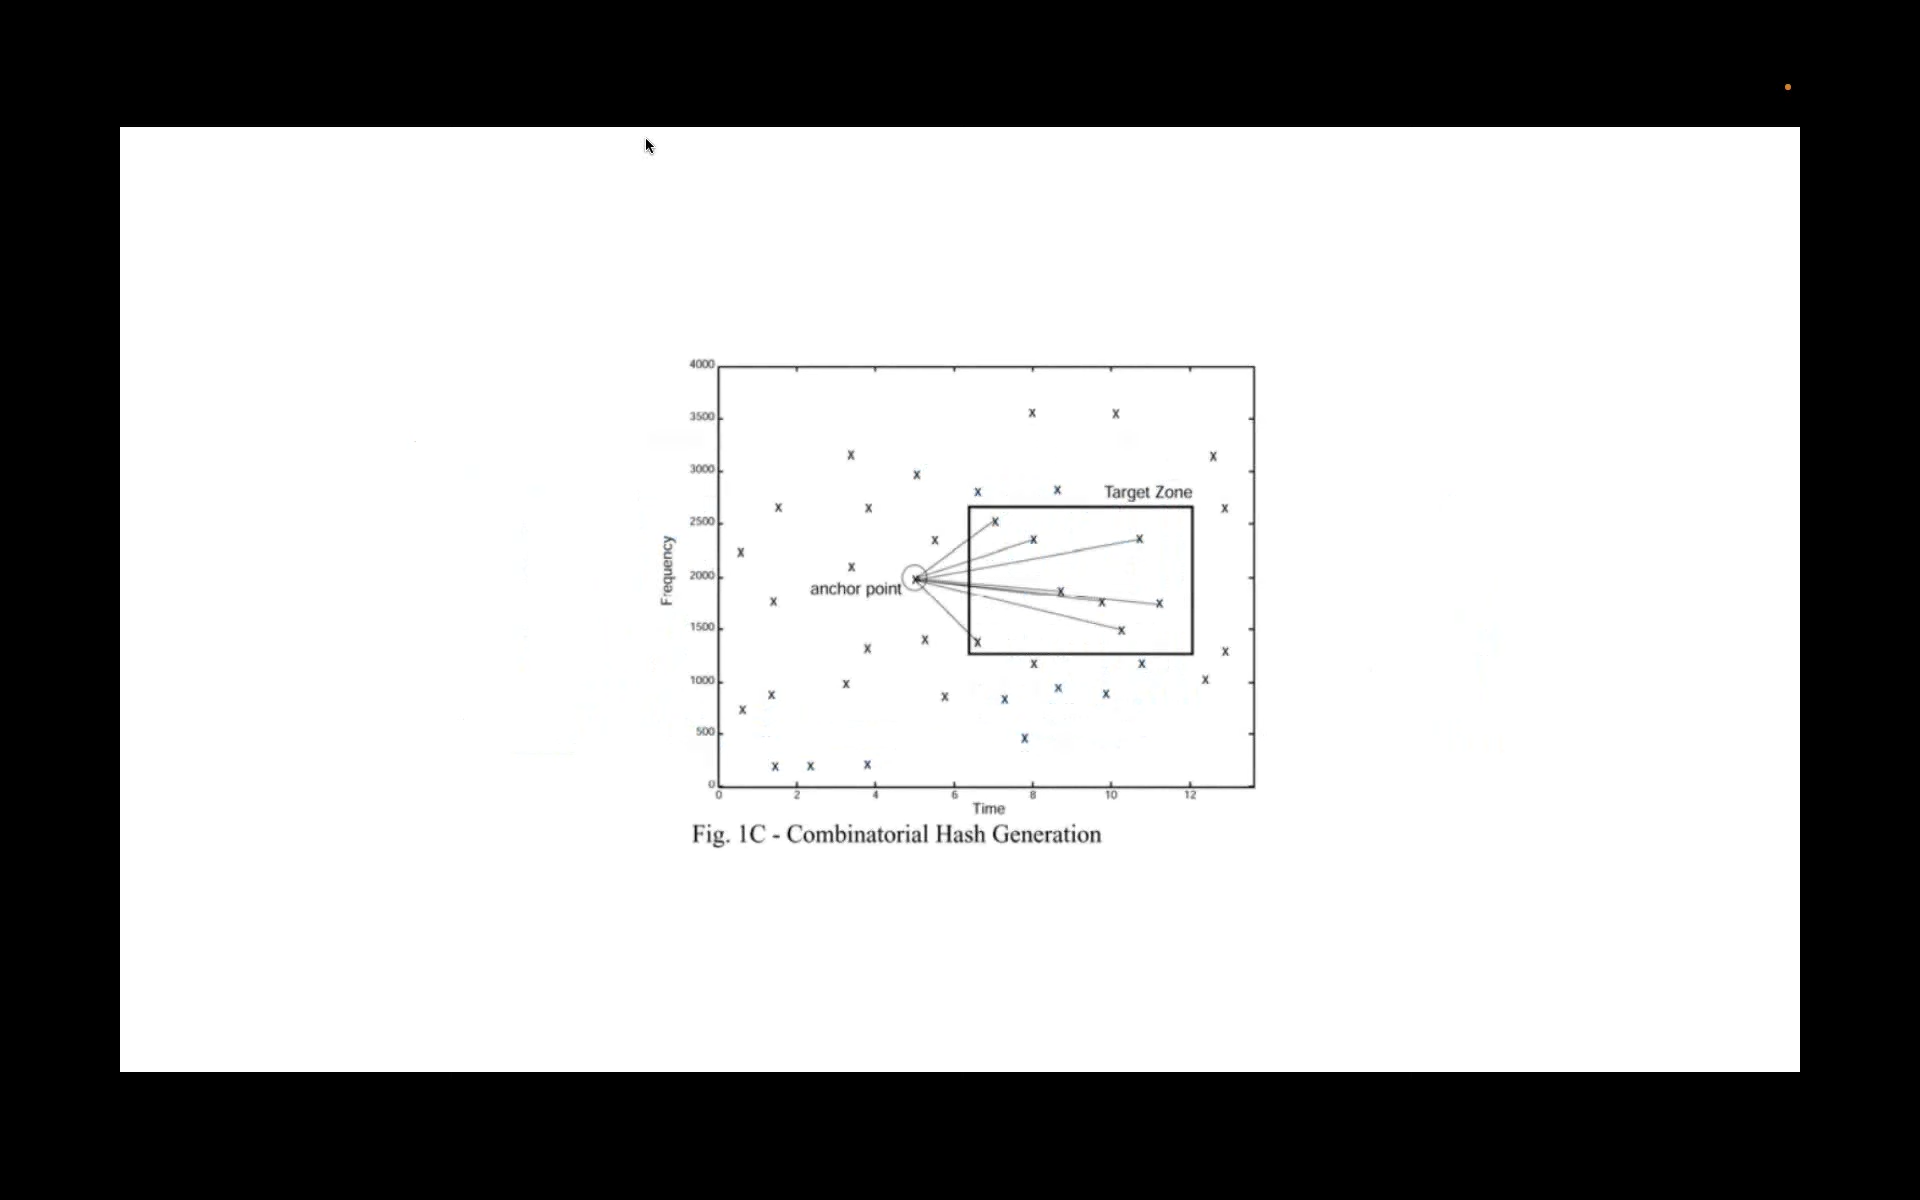 4000
3500
3000
Target Zone
2500
2000
anchor point
1500
1000
500
0
Frequency
0 2 4 6 8 10 12
Time
Fig. 1C - Combinatorial Hash Generation